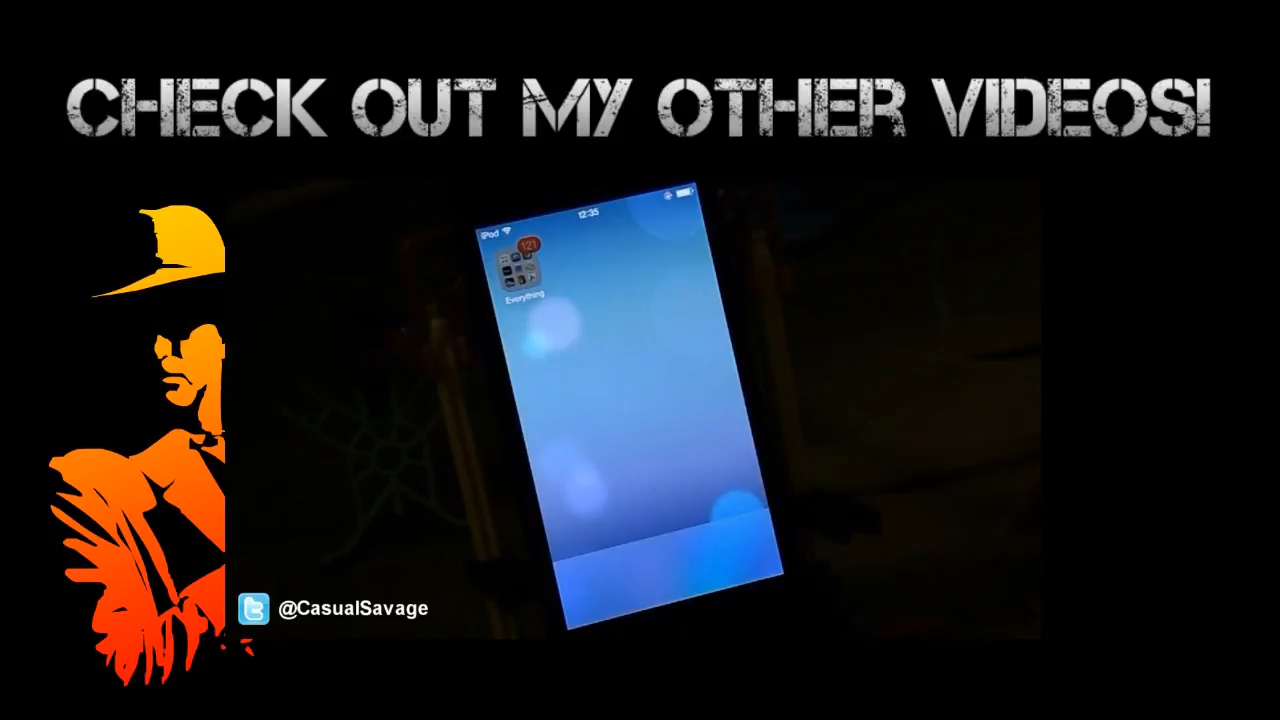 CHECK OUT MY OTHER VIDEOS!
12:35
iPod
121
Everything
@CasualSavage